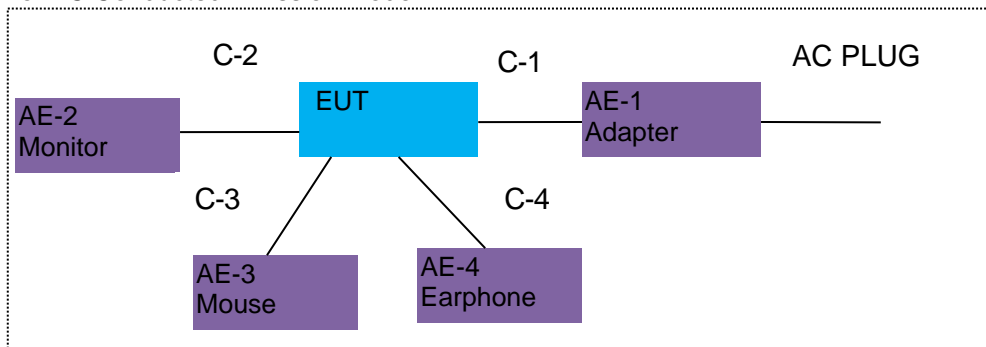 C-2
C-1
AC PLUG
EUT
AE-1
Adapter
AE-2
Monitor
C-3
C-4
AE-3
Mouse
AE-4
Earphone